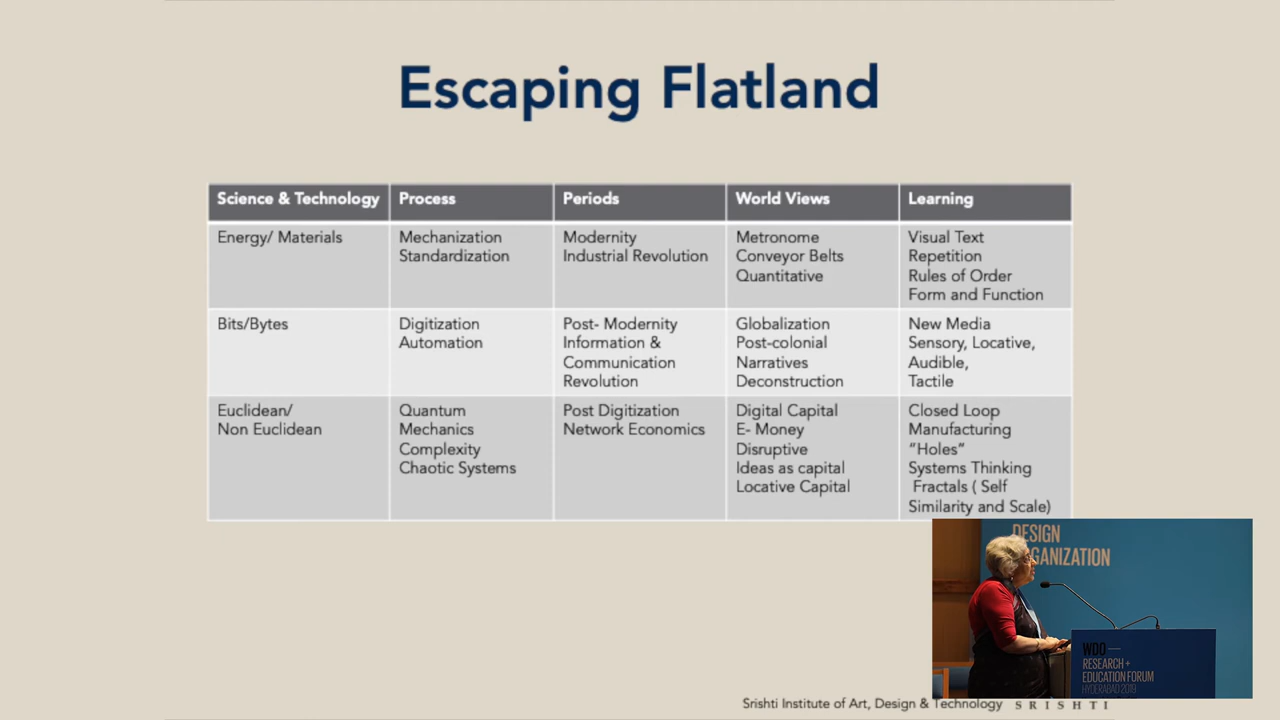 Escaping Flatland
Science & Technology
Process
Periods
World Views
Learning
Energy/ Materials
Mechanization
Standardization
Modernity
Industrial Revolution
Metronome
Conveyor Belts
Quantitative
Visual Text
Repetition
Rules of Order
Form and Function
Bits/Bytes
Digitization
Automation
Post- Modernity
Information &
Communication
Revolution
Globalization
Post-colonial
Narratives
Deconstruction
New Media
Sensory, Locative,
Audible,
Tactile
Euclidean/
Non Euclidean
Quantum
Mechanics
Complexity
Chaotic Systems
Post Digitization
Network Economics
Digital Capital
E- Money
Disruptive
Ideas as capital
Locative Capital
Closed Loop
Manufacturing
“Holes”
Systems Thinking
Fractals ( Self
Similarity and Scale)
DESIGN
GANIZATION
WDO—
RESEARCH +
EDUCATION FORUM
HYDERABAD 2019
Srishti Institute of Art, Design & Technology SRISHTI